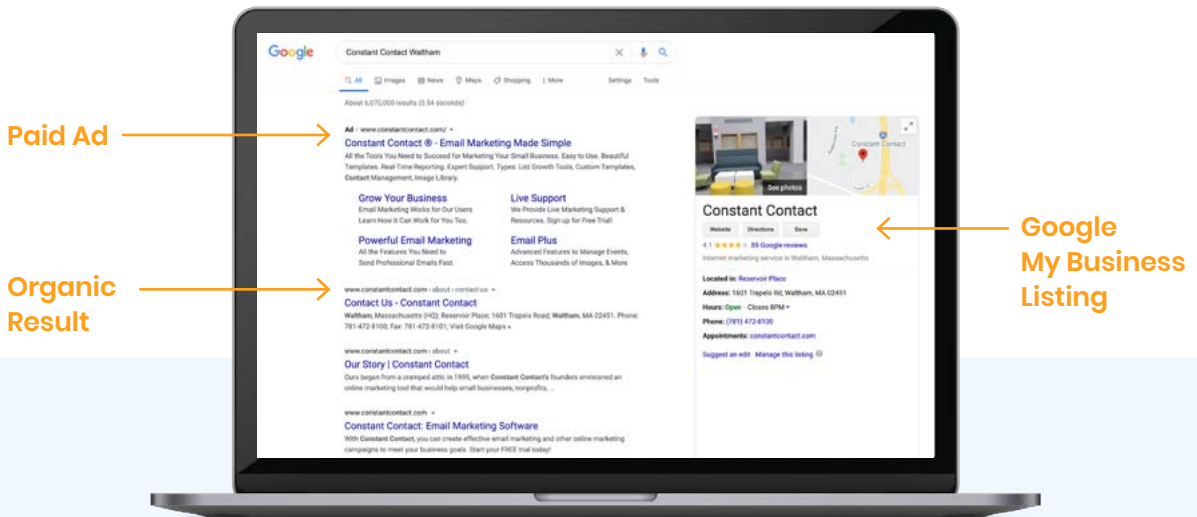 Google
Constant Contact Waltham
All Images News Maps Shopping More Settings Tools
About 6,070,000 results (0.54 seconds)
Paid Ad
Ad · www.constantcontact.com/
Constant Contact ® - Email Marketing Made Simple
All the Tools You Need to Succeed for Marketing Your Small Business. Easy to Use. Beautiful
Templates. Real-Time Reporting. Expert Support. Types: List Growth Tools, Custom Templates,
Contact Management, Image Library.
Grow Your Business
Email Marketing Works for Our Users
Learn How It Can Work for You Too.
Live Support
We Provide Live Marketing Support &
Resources. Sign up for Free Trial!
Powerful Email Marketing
All the Features You Need to
Send Professional Emails Fast.
Email Plus
Advanced Features to Manage Events,
Access Thousands of Images, & More
Organic
Result
www.constantcontact.com › about › contact-us
Contact Us - Constant Contact
Waltham, Massachusetts (HQ); Reservoir Place; 1601 Trapelo Road; Waltham, MA 02451. Phone:
781-472-8100; Fax: 781-472-8101; Visit Google Maps ».
www.constantcontact.com › about
Our Story | Constant Contact
Ours began from a cramped attic in 1995, when Constant Contact's founders envisioned an
online marketing tool that would help small businesses, nonprofits, ...
www.constantcontact.com
Constant Contact: Email Marketing Software
With Constant Contact, you can create effective email marketing and other online marketing
campaigns to meet your business goals. Start your FREE trial today!
See photos
Constant Contact
Constant Contact
Website Directions Save
4.1 59 Google reviews
Internet marketing service in Waltham, Massachusetts
Located in: Reservoir Place
Address: 1601 Trapelo Rd, Waltham, MA 02451
Hours: Open · Closes 8PM
Phone: (781) 472-8100
Appointments: constantcontact.com
Suggest an edit · Manage this listing
Google
My Business
Listing